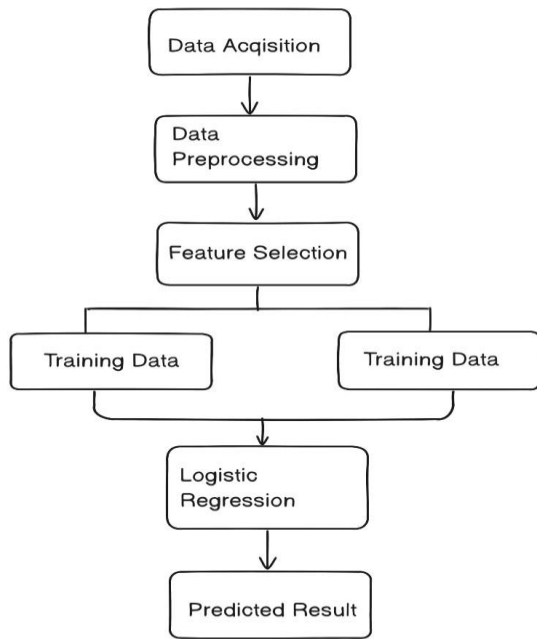 Data Acqisition
Data
Preprocessing
Feature Selection
Training Data
Training Data
Logistic
Regression
Predicted Result